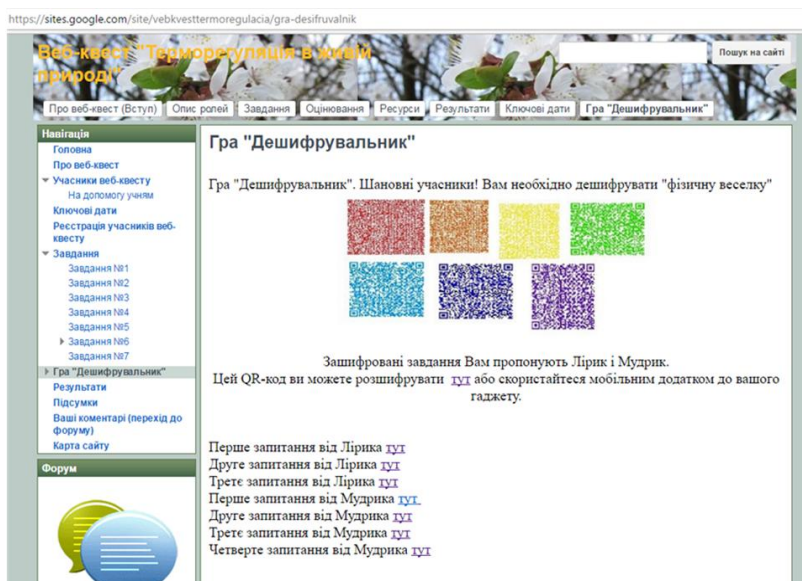 https://sites.google.com/site/vebkvesttermoregulacia/gra-desifruvalnik
Веб-квест "Терморегуляція в живій
природі"
Пошук на сайті
Про веб-квест (Вступ) Опис ролей Завдання Оцінювання Ресурси Результати Ключові дати Гра "Дешифрувальник"
Навігація
Головна
Про веб-квест
Учасники веб-квесту
На допомогу учням
Ключові дати
Реєстрація учасників веб-
квесту
Завдання
Завдання №1
Завдання №2
Завдання №3
Завдання №4
Завдання №5
Завдання №6
Завдання №7
Гра "Дешифрувальник"
Результати
Підсумки
Ваші коментарі (перехід до
форуму)
Карта сайту
Форум
Гра "Дешифрувальник"
Гра "Дешифрувальник". Шановні учасники! Вам необхідно дешифрувати "фізичну веселку"
Зашифровані завдання Вам пропонують Лірик і Мудрик.
Цей QR-код ви можете розшифрувати тут або скористайтеся мобільним додатком до вашого
гаджету.
Перше запитання від Лірика тут
Друге запитання від Лірика тут
Третє запитання від Лірика тут
Перше запитання від Мудрика тут
Друге запитання від Мудрика тут
Третє запитання від Мудрика тут
Четверте запитання від Мудрика тут